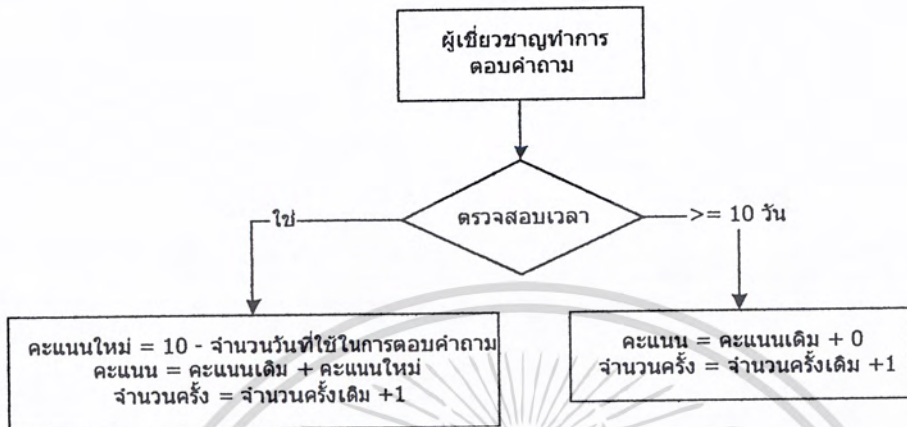 ผู้เชี่ยวชาญทำการ
ตอบคำถาม
ตรวจสอบเวลา
ใช่
>= 10 วัน
คะแนนใหม่ = 10 - จำนวนวันที่ใช้ในการตอบคำถาม
คะแนน = คะแนนเดิม + คะแนนใหม่
จำนวนครั้ง = จำนวนครั้งเดิม +1
คะแนน = คะแนนเดิม + 0
จำนวนครั้ง = จำนวนครั้งเดิม +1